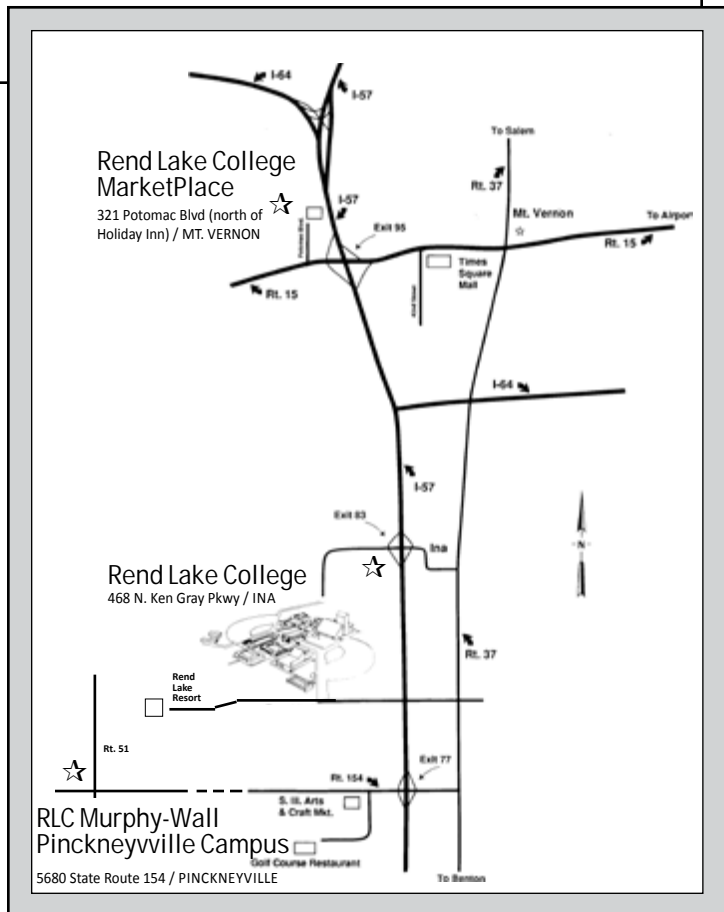 I-64
I-57
To Salem
Rend Lake College
MarketPlace
321 Potomac Blvd (north of
Holiday Inn) / MT. VERNON
Rt. 37
I-57
Mt. Vernon
To Airport
Exit 95
Rt. 15
Potomac Blvd.
Times
Square
Mall
42nd Street
Rt. 15
I-64
I-57
Exit 83
Ina
N
Rend Lake College
468 N. Ken Gray Pkwy / INA
Rt. 37
Rend
Lake
Resort
Rt. 51
Exit 77
Rt. 154
S. Ill. Arts
& Craft Mkt.
RLC Murphy-Wall
Pinckneyvville Campus
Golf Course Restaurant
5680 State Route 154 / PINCKNEYVILLE
To Benton